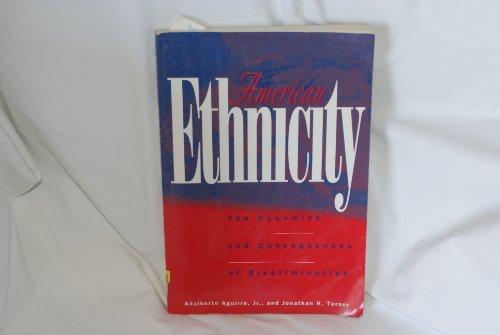 American
Ethnicity
The Dynamics
and Consequences
of Discrimination
Adalberto Aguirre, Jr., and Jonathan H. Turner